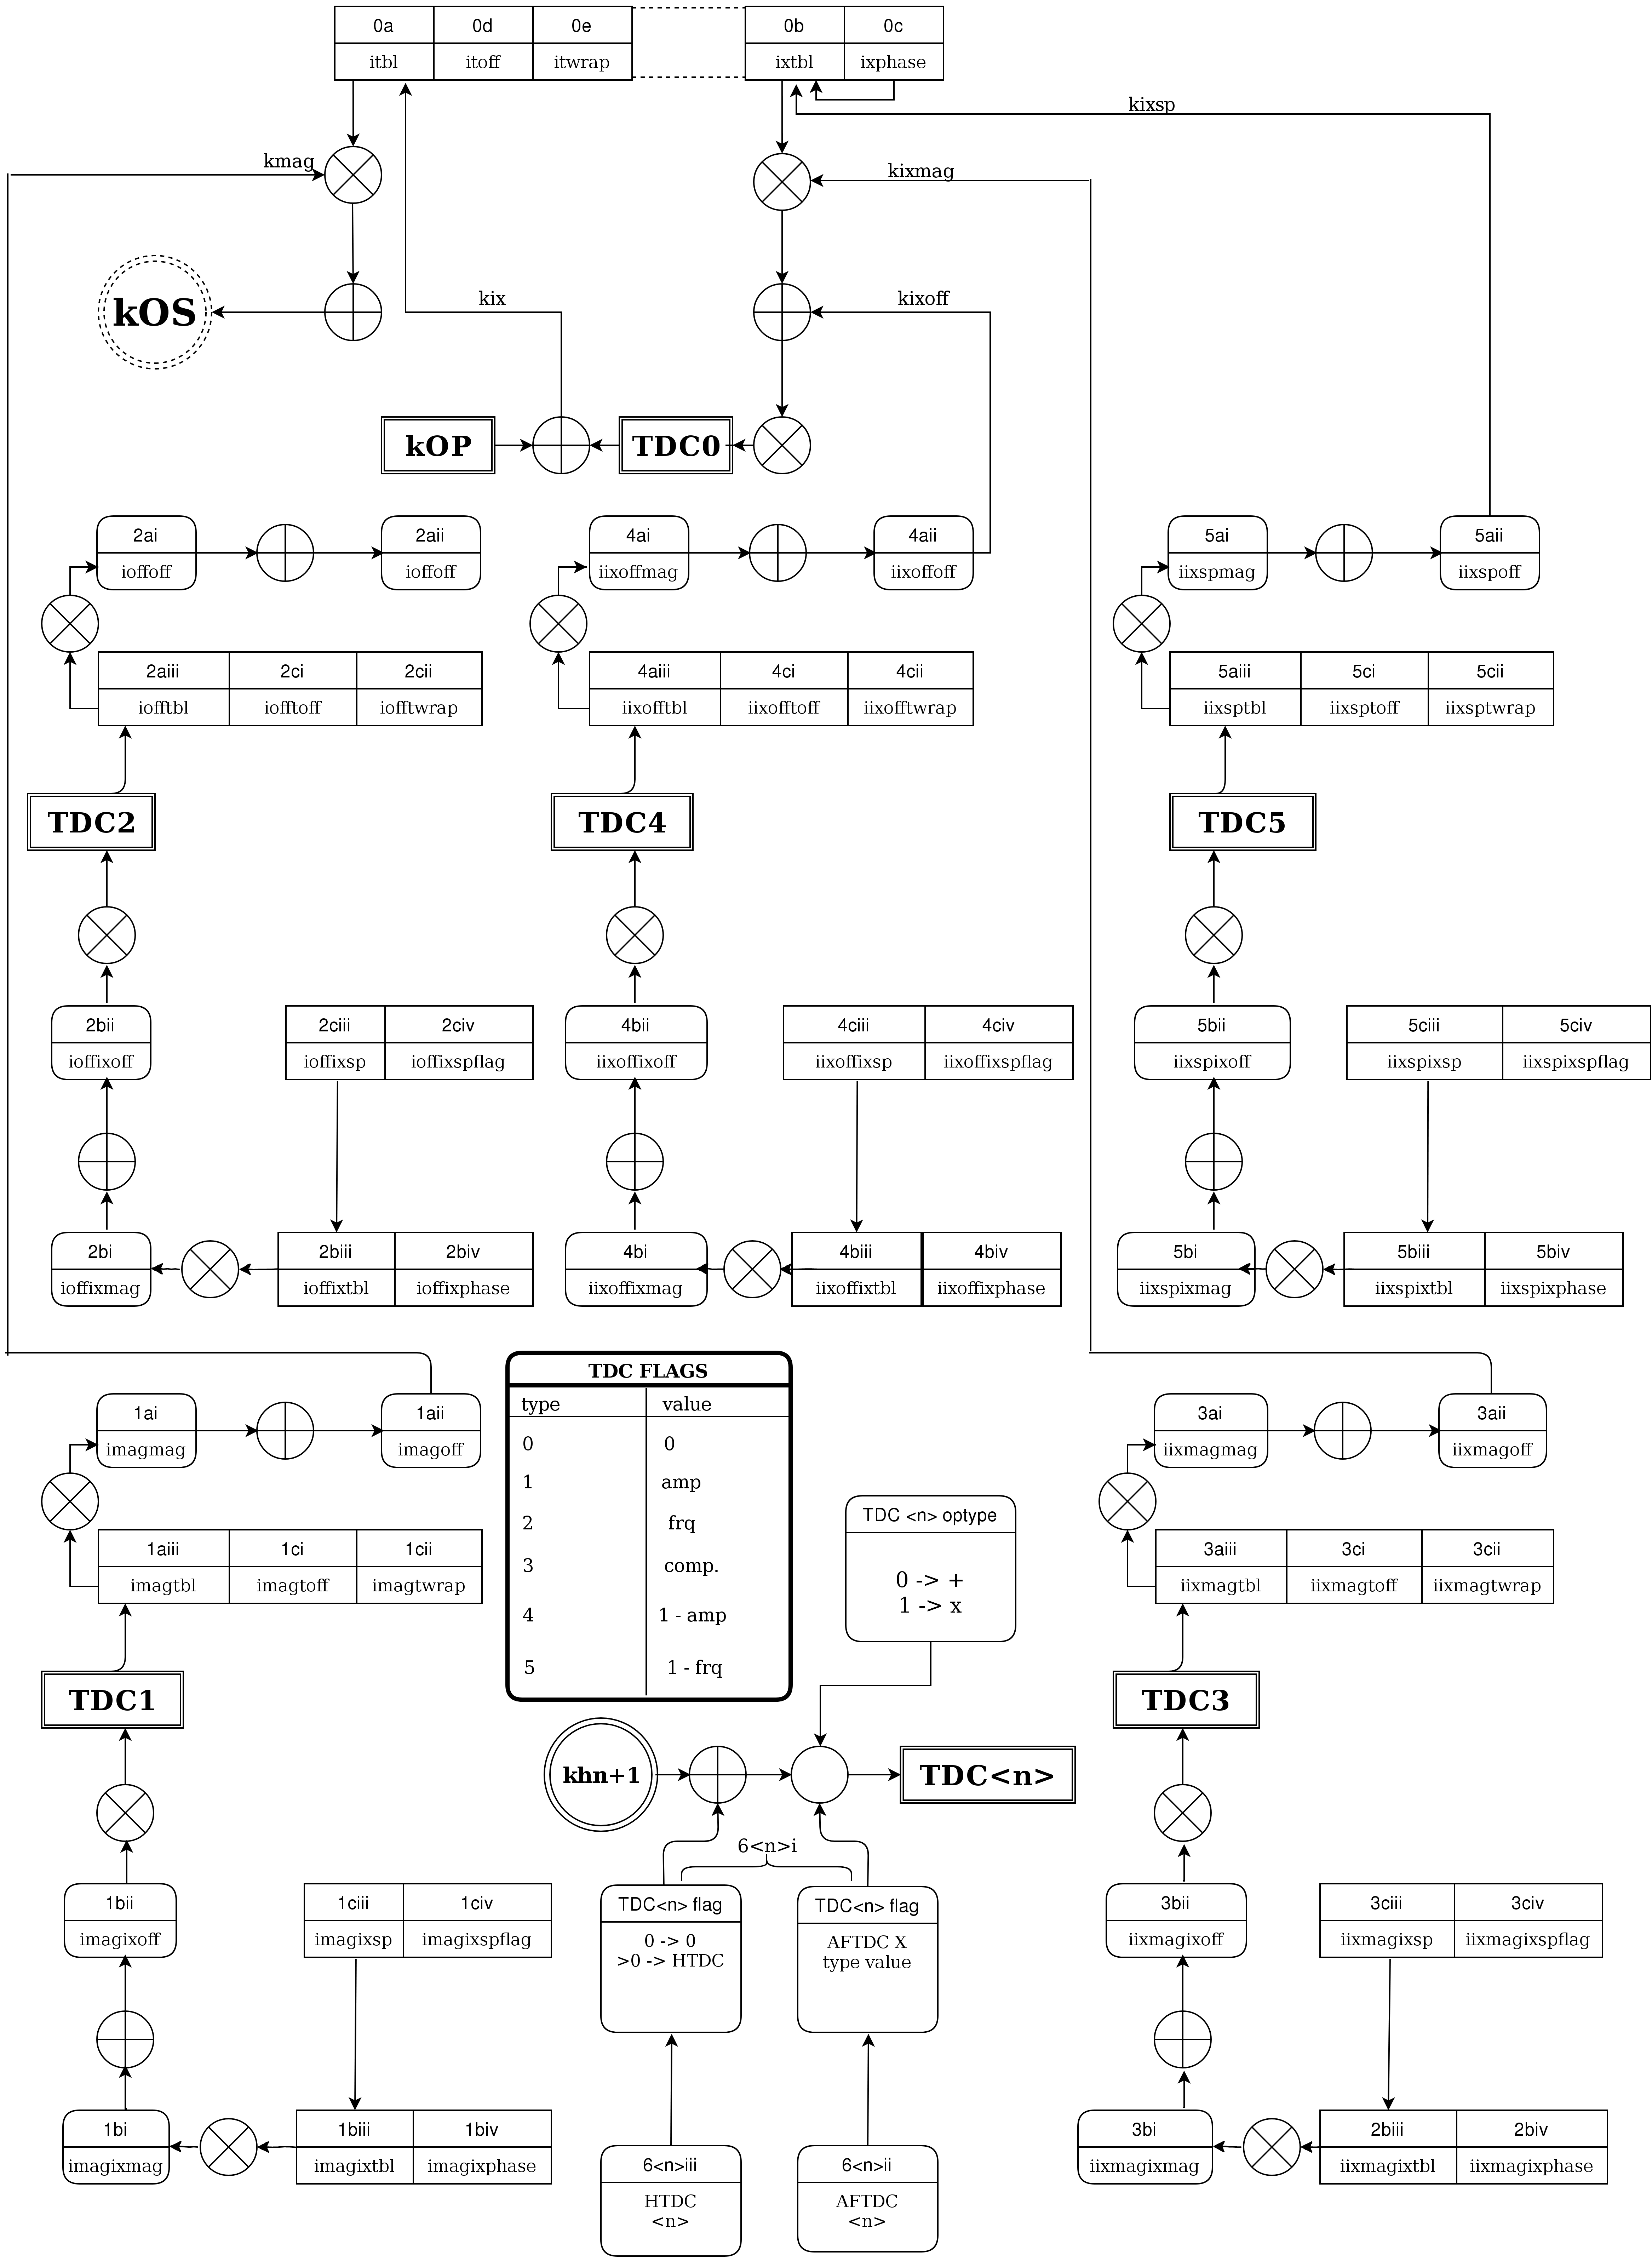 0a 0d 0e 0b 0c
itbl itoff itwrap ixtbl ixphase
kixsp
kmag kixmag
kix kixoff
kOS
kOP TDC0
2ai 2aii 4ai 4aii 5ai 5aii
ioffoff ioffoff iixoffmag iixoffoff iixspmag iixspoff
2aiii 2ci 2cii 4aiii 4ci 4cii 5aiii 5ci 5cii
iofftbl iofftoff iofftwrap iixofftbl iixofftoff iixofftwrap iixsptbl iixsptoff iixsptwrap
TDC2 TDC4 TDC5
2bii 2ciii 2civ 4bii 4ciii 4civ 5bii 5ciii 5civ
ioffixoff ioffixsp ioffixspflag iixoffixoff iixoffixsp iixoffixspflag iixspixoff iixspixsp iixspixspflag
2bi 2biii 2biv 4bi 4biii 4biv 5bi 5biii 5biv
ioffixmag ioffixtbl ioffixphase iixoffixmag iixoffixtbl iixoffixphase iixspixmag iixspixtbl iixspixphase
1ai 1aii
imagmag imagoff
1aiii 1ci 1cii
imagtbl imagtoff imagtwrap
TDC1
1bii 1ciii 1civ
imagixoff imagixsp imagixspflag
1bi 1biii 1biv
imagixmag imagixtbl imagixphase
TDC FLAGS
type value
0 0
1 amp
2 frq
3 comp.
4 1 - amp
5 1 - frq
TDC <n> optype
0 -> +
1 -> x
khn+1 TDC<n>
6<n>i
TDC<n> flag
0 -> 0
>0 -> HTDC
TDC<n> flag
AFTDC X
type value
6<n>iii
HTDC
<n>
6<n>ii
AFTDC
<n>
3ai 3aii
iixmagmag iixmagoff
3aiii 3ci 3cii
iixmagtbl iixmagtoff iixmagtwrap
TDC3
3bii 3ciii 3civ
iixmagixoff iixmagixsp iixmagixspflag
3bi 2biii 2biv
iixmagixmag iixmagixtbl iixmagixphase